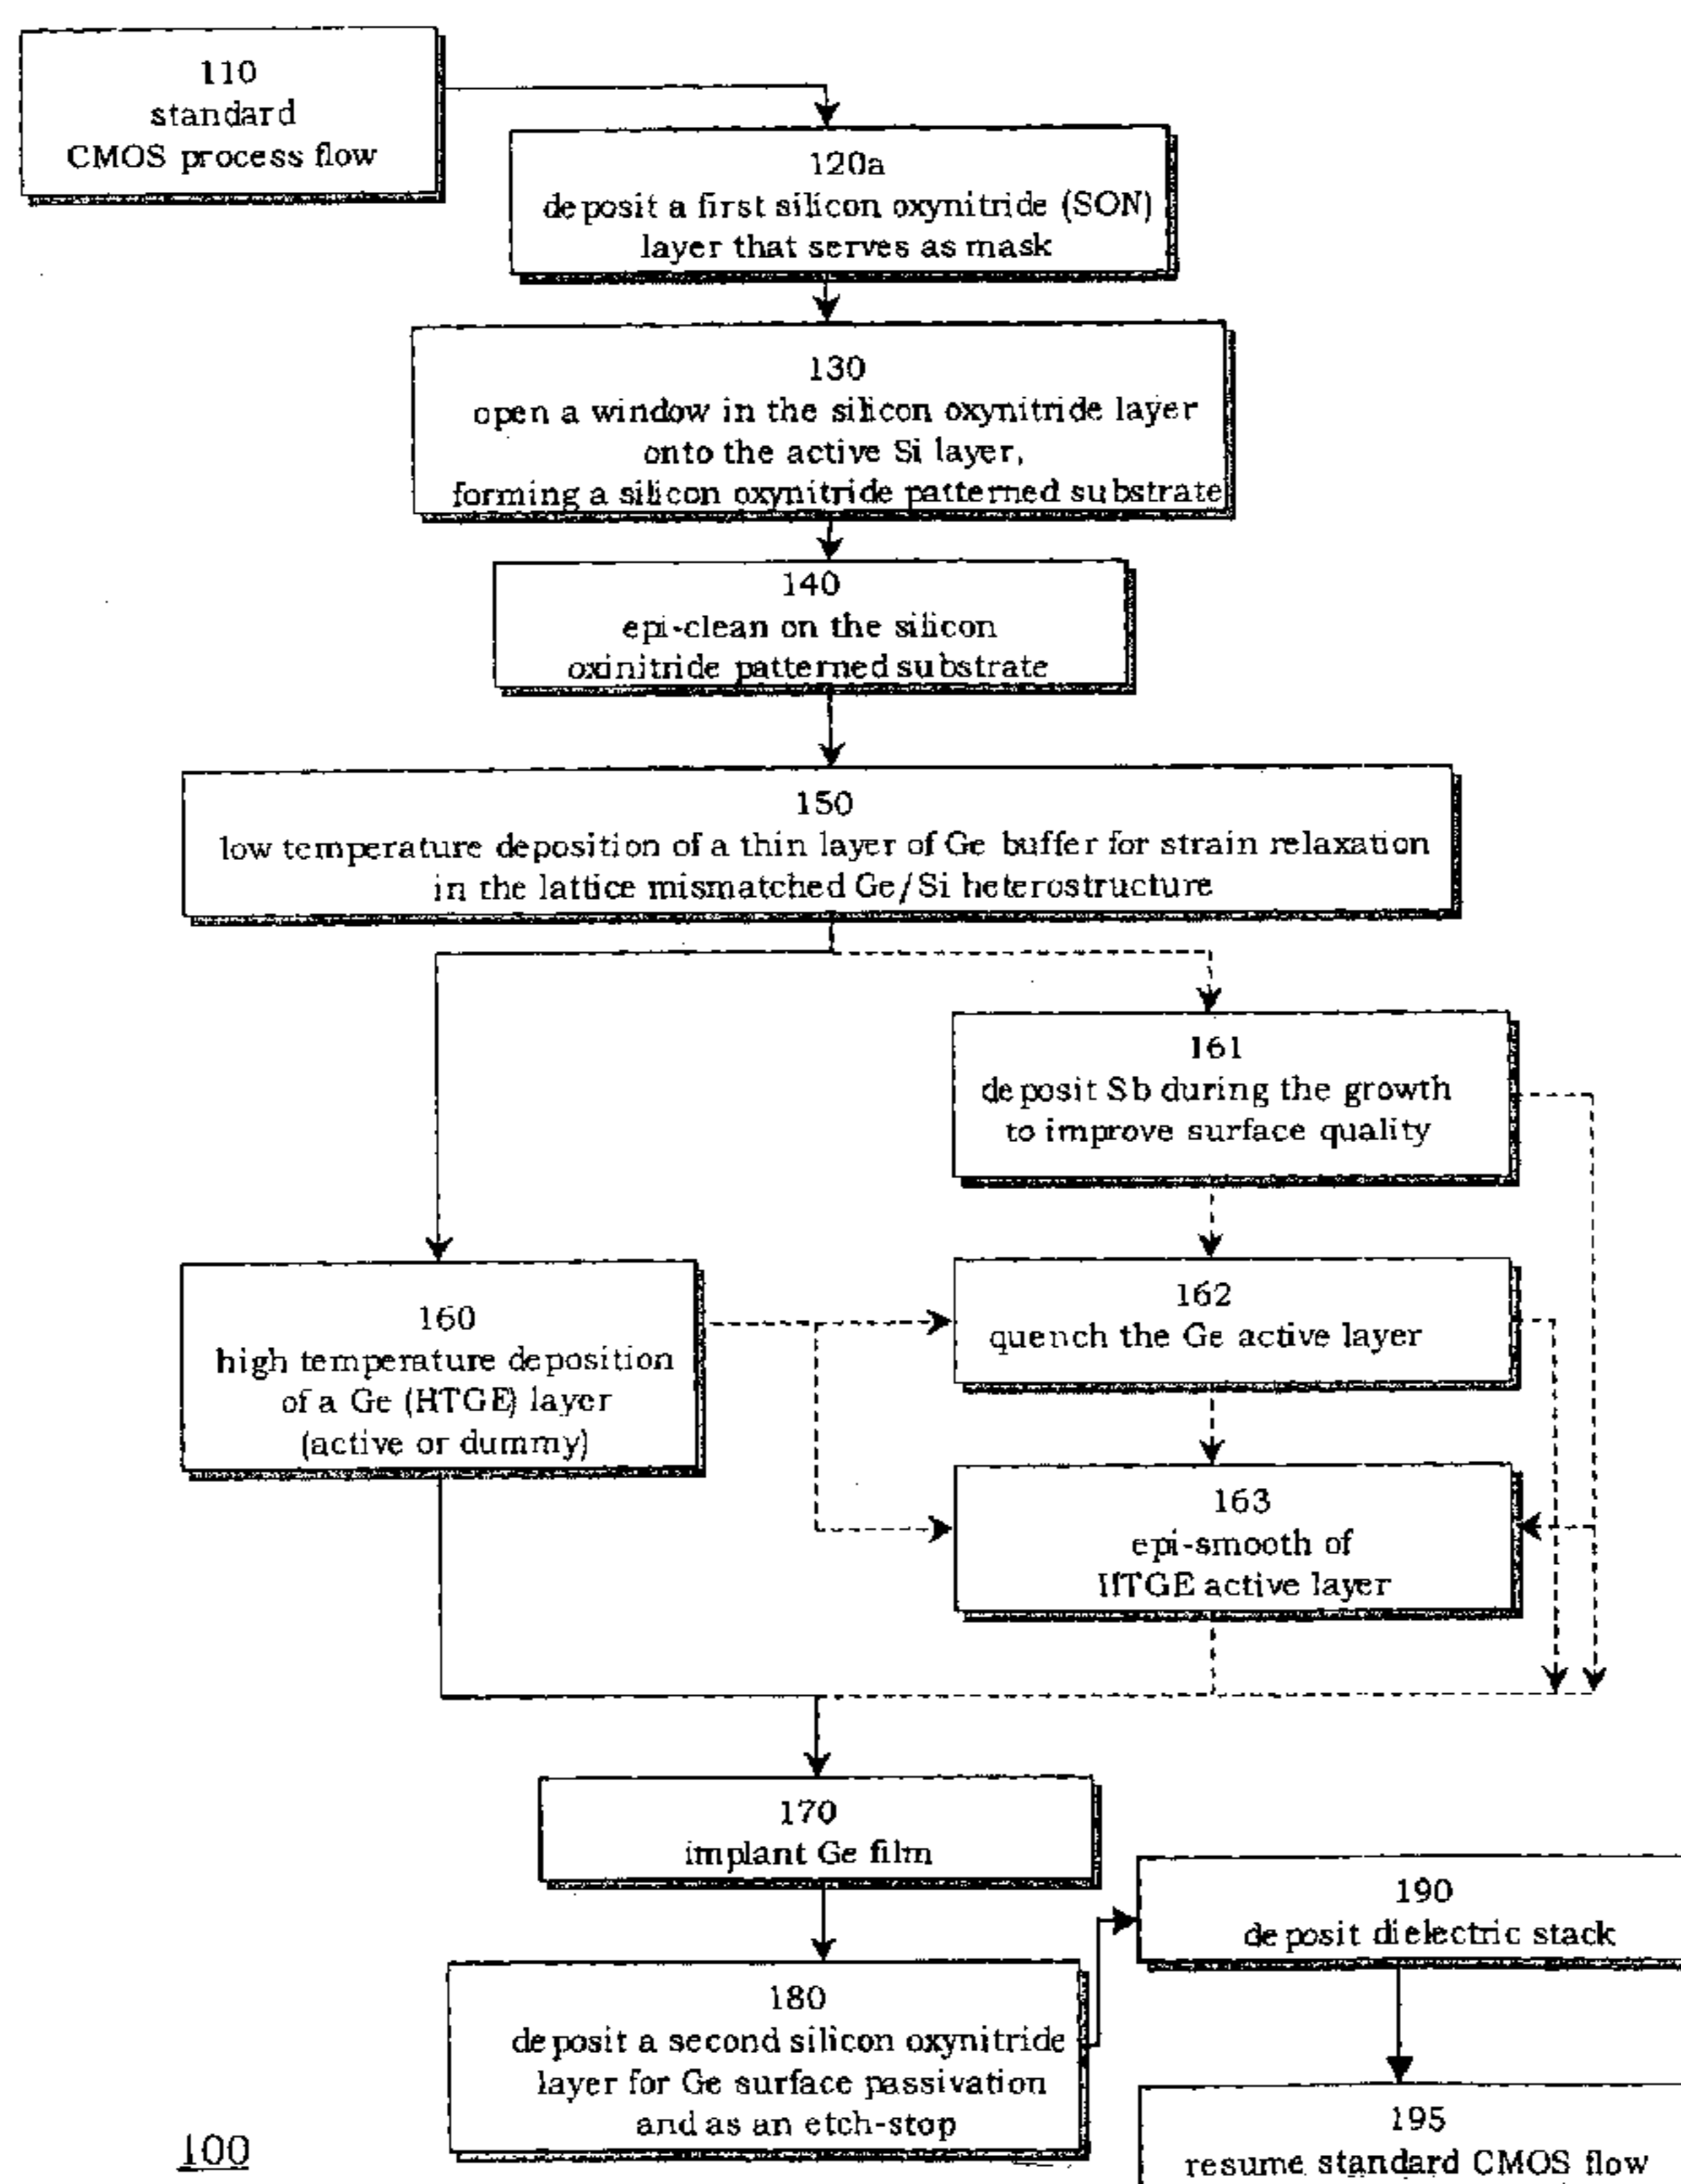 110
standard
CMOS process flow
120a
deposit a first silicon oxynitride (SON)
layer that serves as mask
130
open a window in the silicon oxynitride layer
onto the active Si layer,
forming a silicon oxynitride patterned substrate
140
epi-clean on the silicon
oxinitride patterned substrate
150
low temperature deposition of a thin layer of Ge buffer for strain relaxation
in the lattice mismatched Ge/Si heterostructure
161
deposit Sb during the growth
to improve surface quality
160
high temperature deposition
of a Ge (HTGE) layer
(active or dummy)
162
quench the Ge active layer
163
epi-smooth of
HTGE active layer
170
implant Ge film
180
deposit a second silicon oxynitride
layer for Ge surface passivation
and as an etch-stop
190
deposit dielectric stack
195
resume standard CMOS flow
100